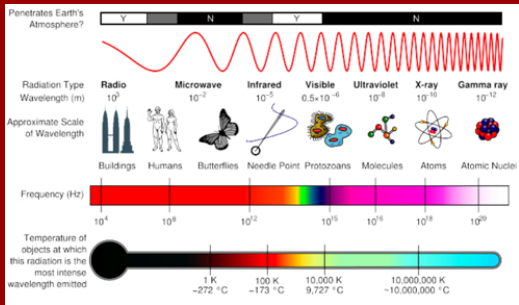 Penetrates Earth's
Atmosphere?
Y N Y N
Radiation Type
Wavelength (m)
Radio Microwave Infrared Visible Ultraviolet X-ray Gamma ray
10³ 10⁻² 10⁻⁵ 0.5×10⁻⁶ 10⁻⁸ 10⁻¹⁰ 10⁻¹²
Approximate Scale
of Wavelength
Buildings Humans Butterflies Needle Point Protozoans Molecules Atoms Atomic Nuclei
Frequency (Hz)
10⁴ 10⁸ 10¹² 10¹⁵ 10¹⁶ 10¹⁸ 10²⁰
Temperature of
objects at which
this radiation is the
most intense
wavelength emitted
1 K 100 K 10,000 K 10,000,000 K
−272 °C −173 °C 9,727 °C ~10,000,000 °C